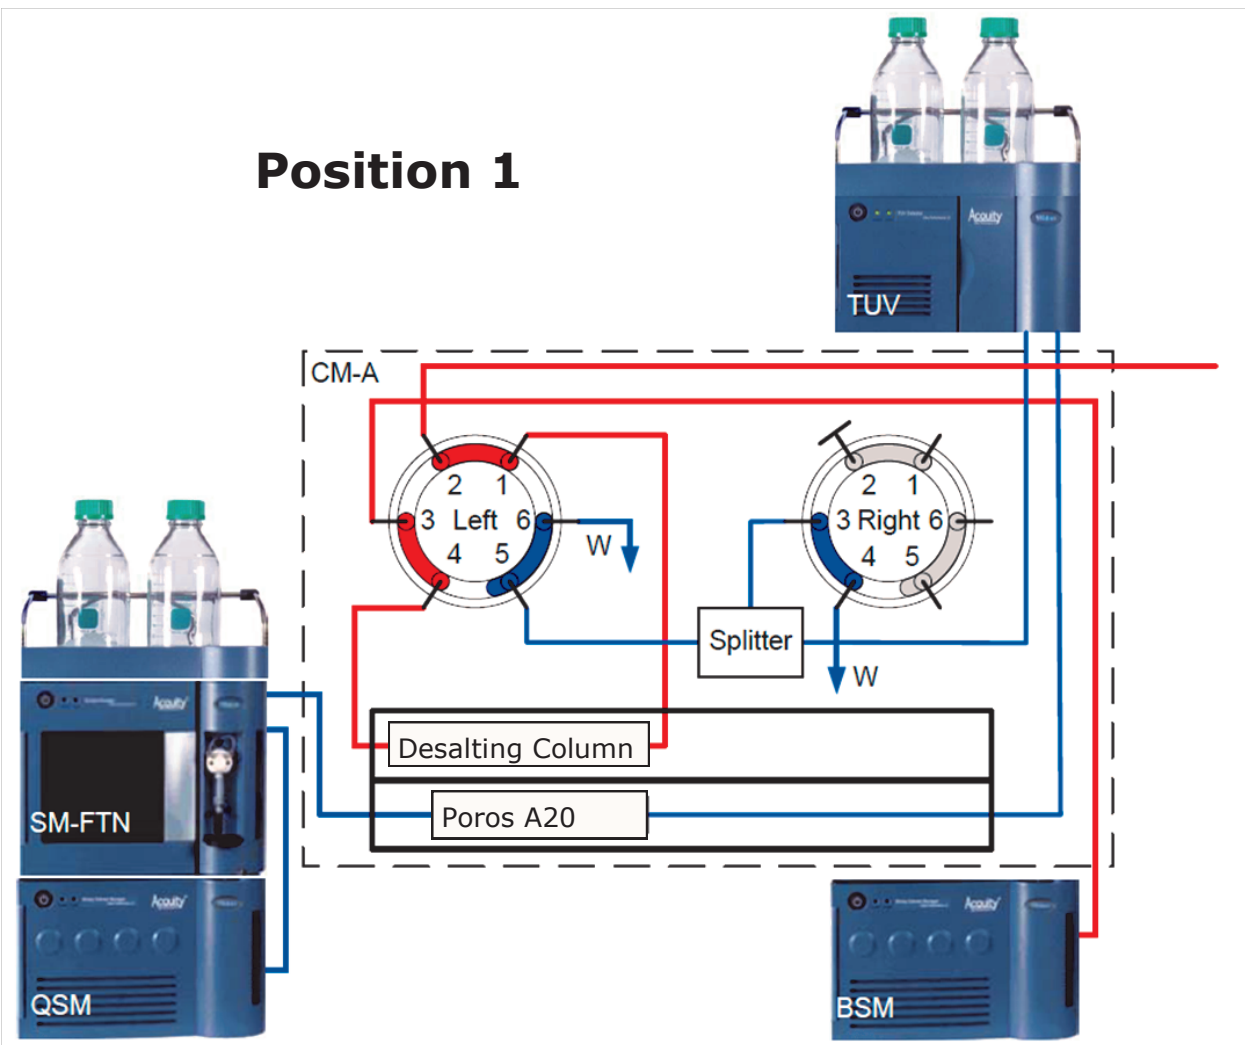 Position 1
Acquity
TUV
CM-A
2 1
3 Left 6
4 5
W
2 1
3 Right 6
4 5
Splitter
W
Desalting Column
Poros A20
Acquity
SM-FTN
Acquity
QSM
Acquity
BSM